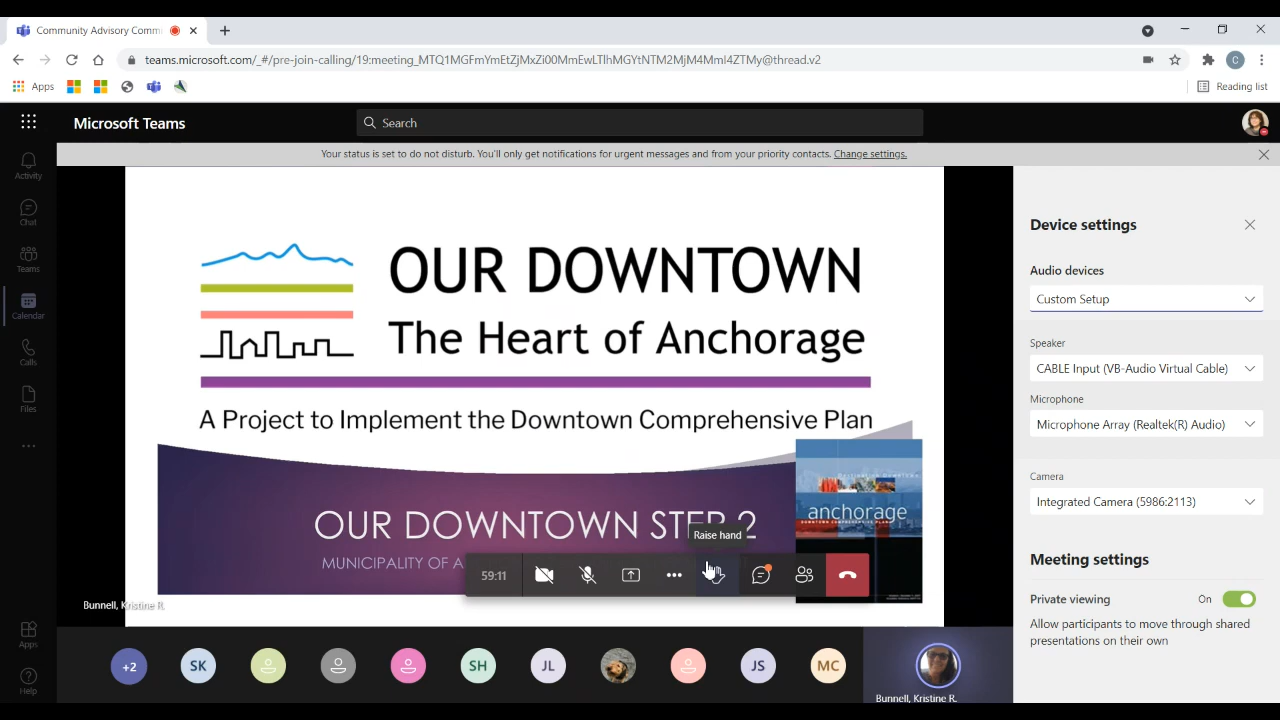 Community Advisory Comm
teams.microsoft.com/_#/pre-join-calling/19:meeting_MTQ1MGFmYmEtZjMxZi00MmEwLTlhMGYtNTM2MjM4MmI4ZTMy@thread.v2
C
Apps
Reading list
Microsoft Teams
Search
Your status is set to do not disturb. You'll only get notifications for urgent messages and from your priority contacts. Change settings.
Activity
Chat
Teams
Calendar
Calls
Files
Apps
Help
OUR DOWNTOWN
The Heart of Anchorage
A Project to Implement the Downtown Comprehensive Plan
OUR DOWNTOWN STEP 2
MUNICIPALITY OF A
Destination Downtown
anchorage
DOWNTOWN COMPREHENSIVE PLAN
Raise hand
59:11
Bunnell, Kristine R.
+2
SK
SH
JL
JS
MC
Bunnell, Kristine R.
Device settings
Audio devices
Custom Setup
Speaker
CABLE Input (VB-Audio Virtual Cable)
Microphone
Microphone Array (Realtek(R) Audio)
Camera
Integrated Camera (5986:2113)
Meeting settings
Private viewing
On
Allow participants to move through shared
presentations on their own